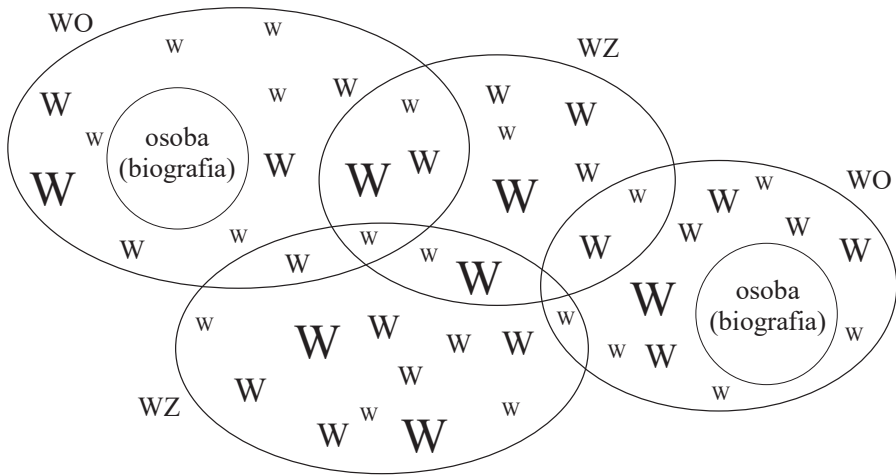 WO w
w WZ
w W w
W w W
w osoba w
(biografia) W W W W
W W w W w WO
W w w W W W W
W w W
W osoba
w W W w (biografia) w
W W w W
W W w
WZ w w
W W